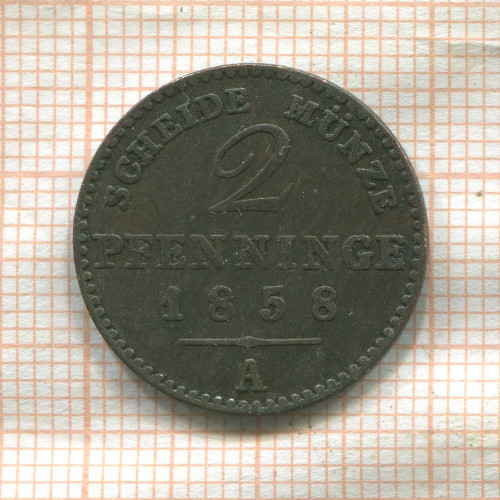 SCHEIDE MÜNZE
2
PFENNINGE
1858
A